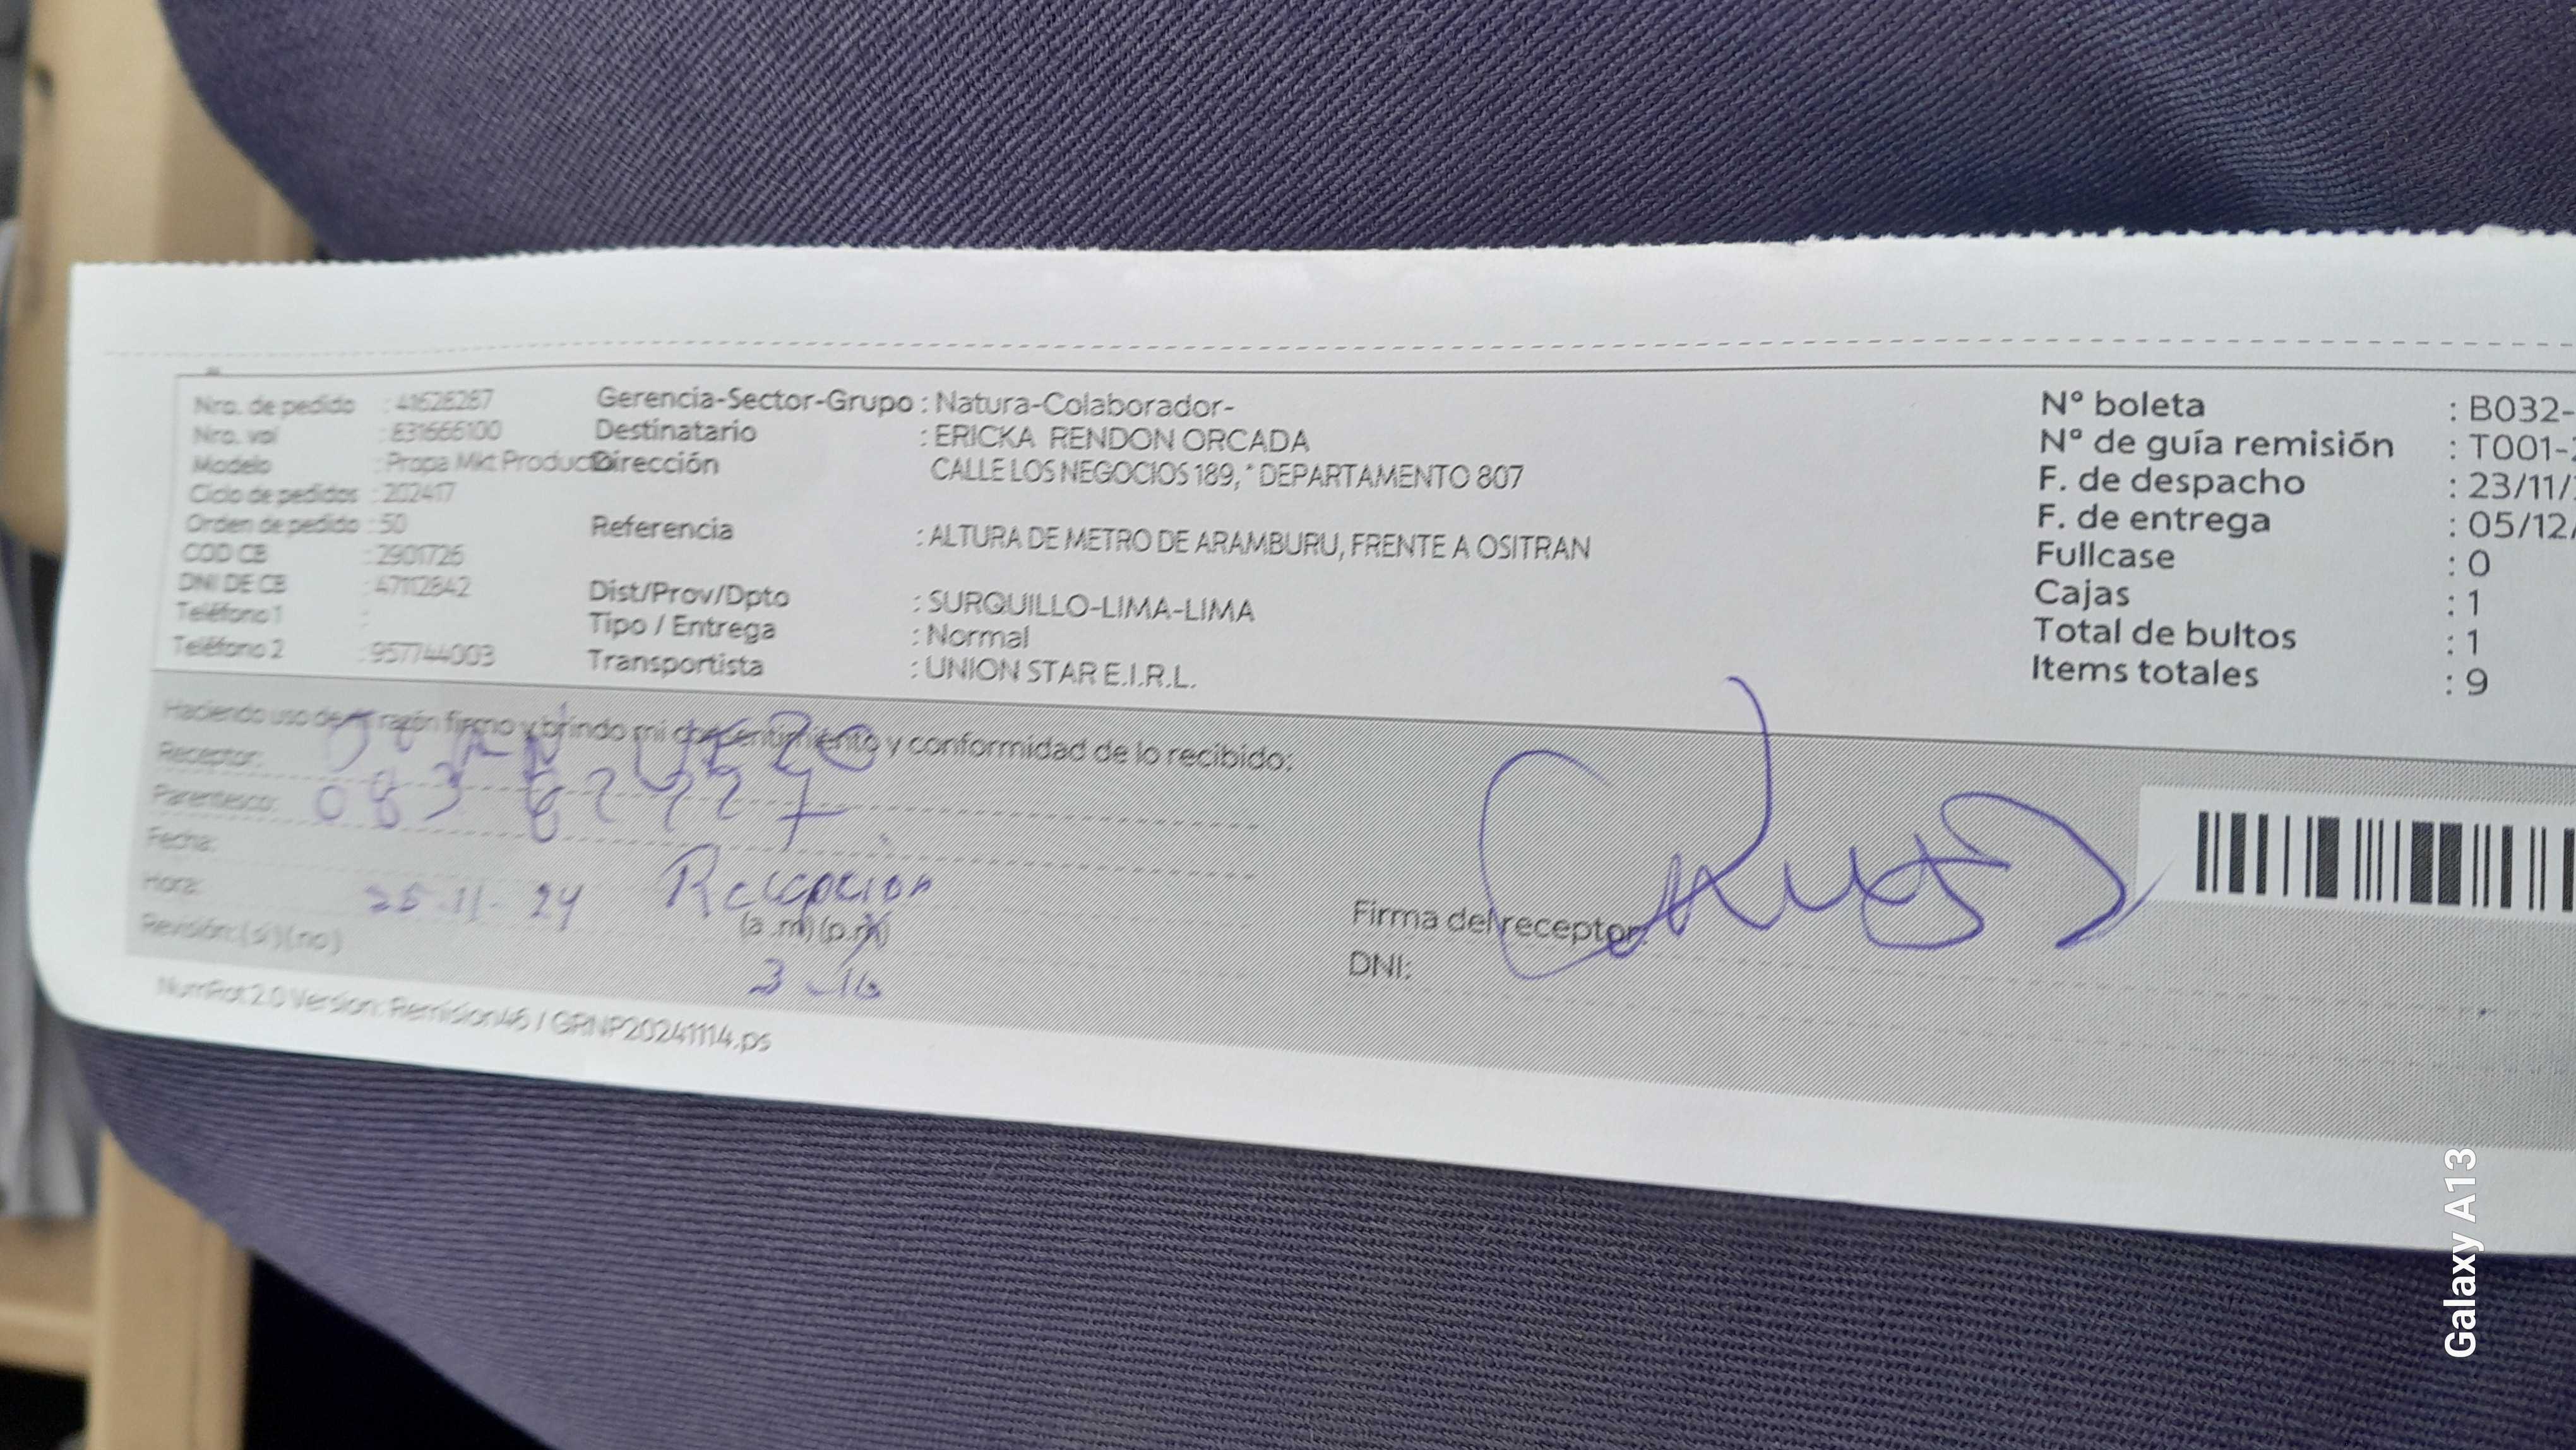 Nro. de pedido : 41626287
Nro. vol : 831666100
Modelo : Propa Mkt Producto
Ciclo de pedidos : 202417
Orden de pedido : 50
COD CB : 2901726
DNI DE CB : 47112842
Teléfono 1 :
Teléfono 2 : 957744003
Gerencia-Sector-Grupo : Natura-Colaborador-
Destinatario : ERICKA RENDON ORCADA
Dirección CALLE LOS NEGOCIOS 189, * DEPARTAMENTO 807
Referencia : ALTURA DE METRO DE ARAMBURU, FRENTE A OSITRAN
Dist/Prov/Dpto : SURQUILLO-LIMA-LIMA
Tipo / Entrega : Normal
Transportista : UNION STAR E.I.R.L.
N° boleta : B032-
N° de guía remisión : T001-
F. de despacho : 23/11/
F. de entrega : 05/12/
Fullcase : 0
Cajas : 1
Total de bultos : 1
Items totales : 9
Haciendo uso de mi razón firmo y brindo mi consentimiento y conformidad de lo recibido:
Receptor:
Parentesco:
Fecha:
Hora: 25-11-24 Recepcion
(a.m) (p.m)
Revisión: (si) (no)
3
Firma del receptor:
DNI:
NumRot 2.0 Version: Remision46 / GRNP20241114.ps
Galaxy A13